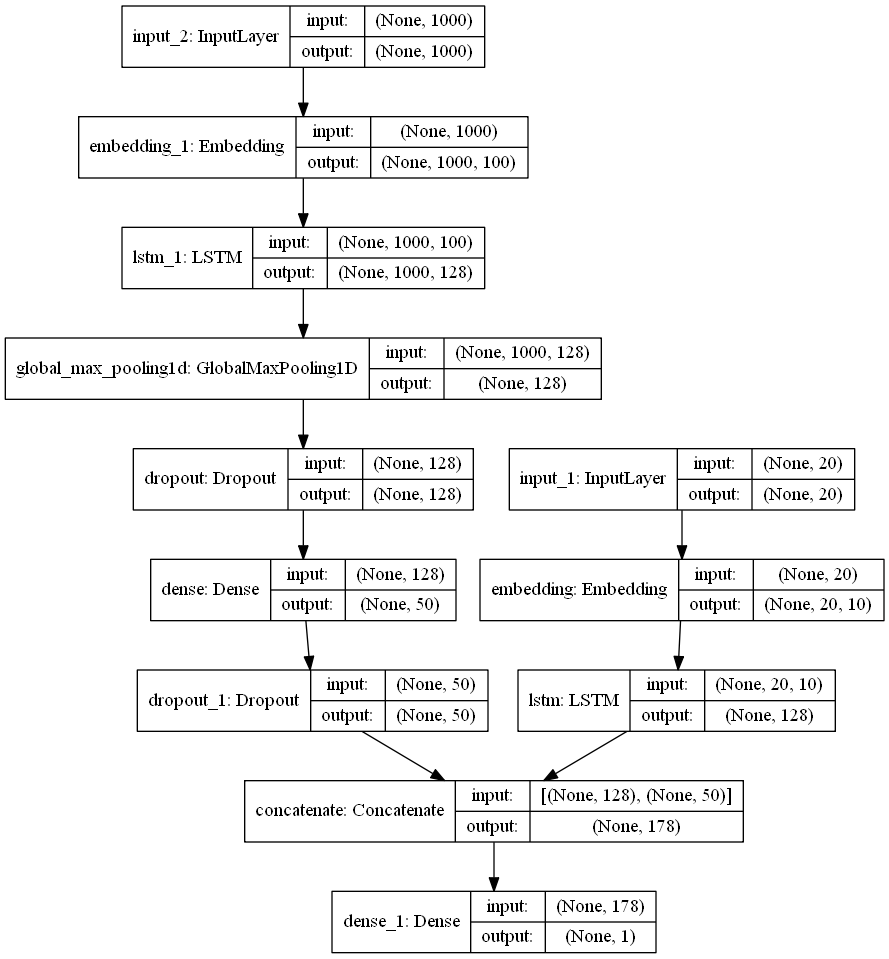 input_2: InputLayer
input: (None, 1000)
output: (None, 1000)
embedding_1: Embedding
input: (None, 1000)
output: (None, 1000, 100)
lstm_1: LSTM
input: (None, 1000, 100)
output: (None, 1000, 128)
global_max_pooling1d: GlobalMaxPooling1D
input: (None, 1000, 128)
output: (None, 128)
dropout: Dropout
input: (None, 128)
output: (None, 128)
input_1: InputLayer
input: (None, 20)
output: (None, 20)
dense: Dense
input: (None, 128)
output: (None, 50)
embedding: Embedding
input: (None, 20)
output: (None, 20, 10)
dropout_1: Dropout
input: (None, 50)
output: (None, 50)
lstm: LSTM
input: (None, 20, 10)
output: (None, 128)
concatenate: Concatenate
input: [(None, 128), (None, 50)]
output: (None, 178)
dense_1: Dense
input: (None, 178)
output: (None, 1)